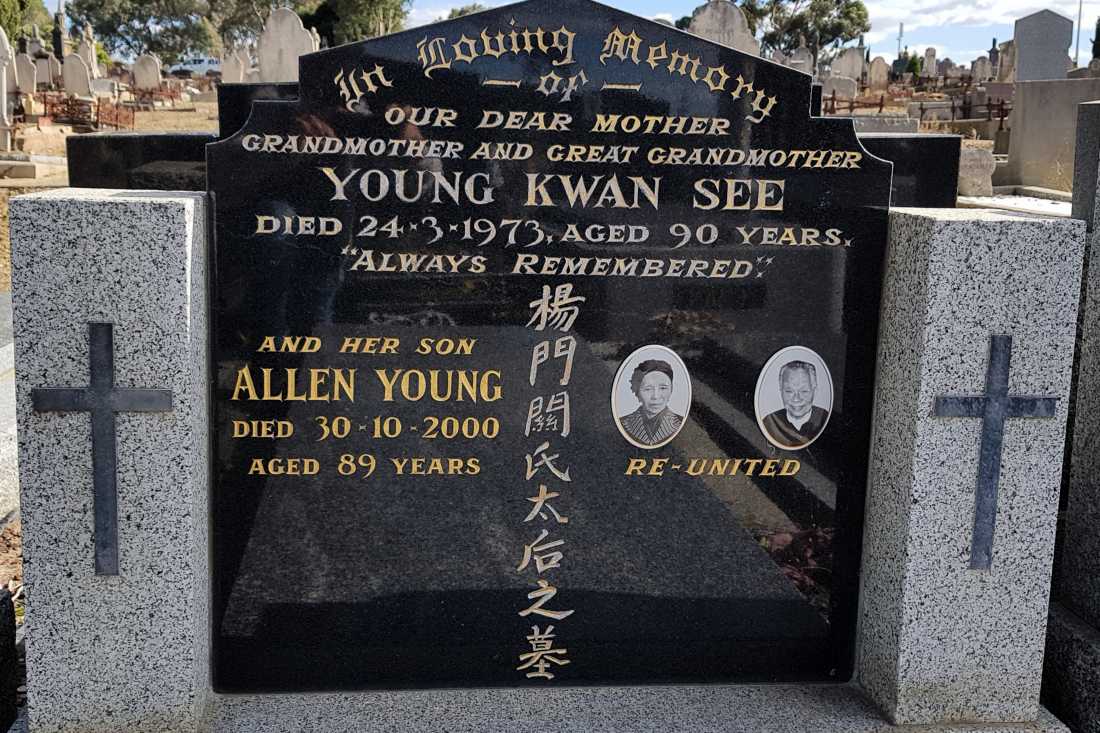 In Loving Memory
— of —
OUR DEAR MOTHER
GRANDMOTHER AND GREAT GRANDMOTHER
YOUNG KWAN SEE
DIED 24·3·1973, AGED 90 YEARS.
"ALWAYS REMEMBERED".
楊門關氏太后之墓
AND HER SON
ALLEN YOUNG
DIED 30-10-2000
AGED 89 YEARS
RE-UNITED